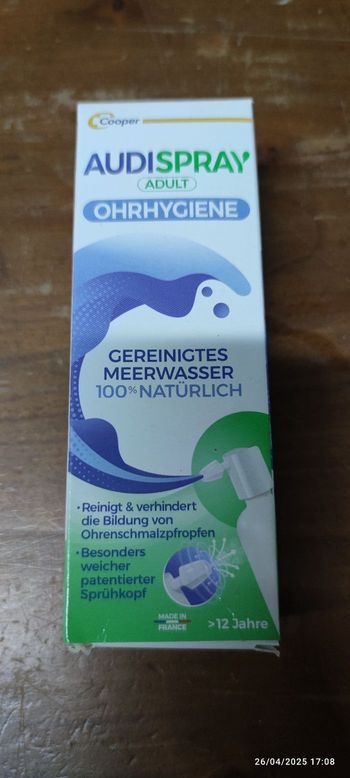 Cooper
AUDISPRAY
ADULT
OHRHYGIENE
GEREINIGTES
MEERWASSER
100% NATÜRLICH
• Reinigt & verhindert
die Bildung von
Ohrenschmalzpfropfen
• Besonders
weicher
patentierter
Sprühkopf
MADE IN
FRANCE
>12 Jahre
26/04/2025 17:08